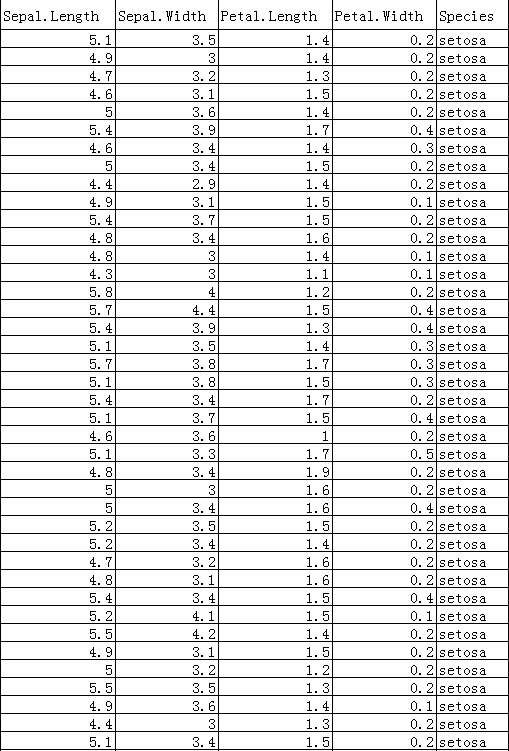 Sepal.Length Sepal.Width Petal.Length Petal.Width Species
5.1 3.5 1.4 0.2 setosa
4.9 3 1.4 0.2 setosa
4.7 3.2 1.3 0.2 setosa
4.6 3.1 1.5 0.2 setosa
5 3.6 1.4 0.2 setosa
5.4 3.9 1.7 0.4 setosa
4.6 3.4 1.4 0.3 setosa
5 3.4 1.5 0.2 setosa
4.4 2.9 1.4 0.2 setosa
4.9 3.1 1.5 0.1 setosa
5.4 3.7 1.5 0.2 setosa
4.8 3.4 1.6 0.2 setosa
4.8 3 1.4 0.1 setosa
4.3 3 1.1 0.1 setosa
5.8 4 1.2 0.2 setosa
5.7 4.4 1.5 0.4 setosa
5.4 3.9 1.3 0.4 setosa
5.1 3.5 1.4 0.3 setosa
5.7 3.8 1.7 0.3 setosa
5.1 3.8 1.5 0.3 setosa
5.4 3.4 1.7 0.2 setosa
5.1 3.7 1.5 0.4 setosa
4.6 3.6 1 0.2 setosa
5.1 3.3 1.7 0.5 setosa
4.8 3.4 1.9 0.2 setosa
5 3 1.6 0.2 setosa
5 3.4 1.6 0.4 setosa
5.2 3.5 1.5 0.2 setosa
5.2 3.4 1.4 0.2 setosa
4.7 3.2 1.6 0.2 setosa
4.8 3.1 1.6 0.2 setosa
5.4 3.4 1.5 0.4 setosa
5.2 4.1 1.5 0.1 setosa
5.5 4.2 1.4 0.2 setosa
4.9 3.1 1.5 0.2 setosa
5 3.2 1.2 0.2 setosa
5.5 3.5 1.3 0.2 setosa
4.9 3.6 1.4 0.1 setosa
4.4 3 1.3 0.2 setosa
5.1 3.4 1.5 0.2 setosa